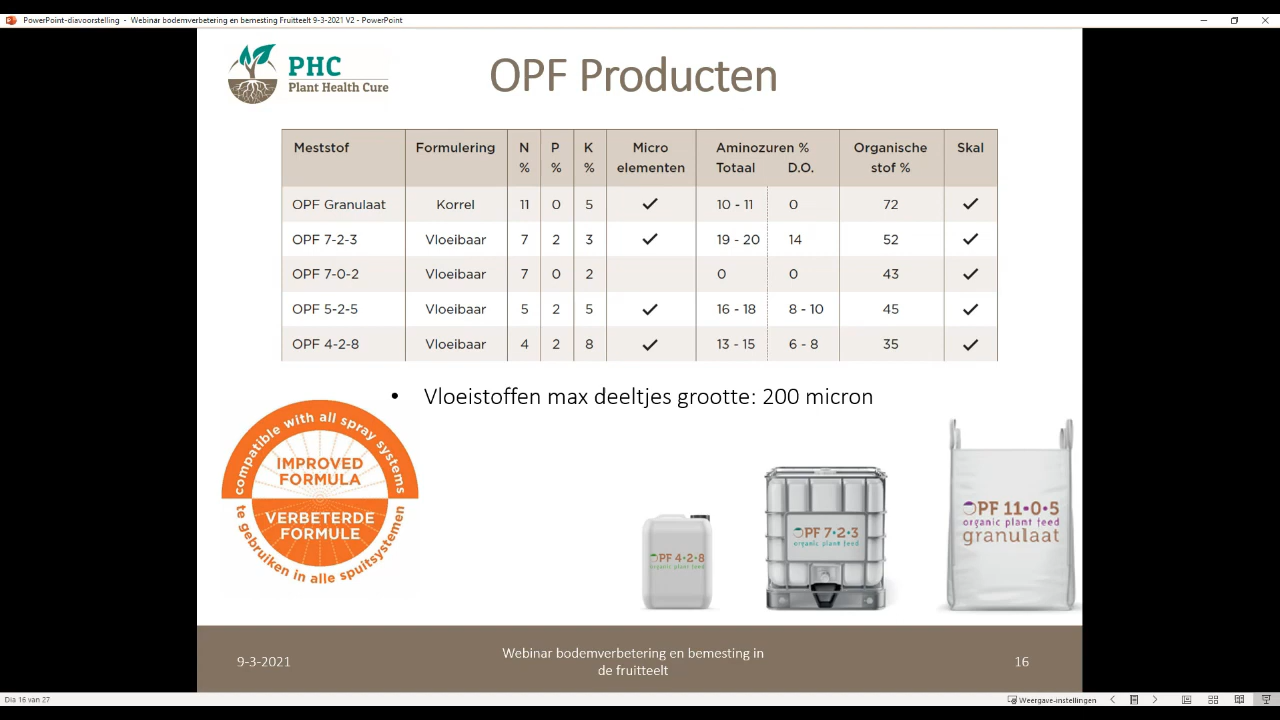 PowerPoint-diavoorstelling - Webinar bodemverbetering en bemesting Fruitteelt 9-3-2021 V2 - PowerPoint
PHC
Plant Health Cure
OPF Producten
Meststof Formulering N % P % K % Micro elementen Aminozuren % Totaal D.O. Organische stof % Skal
OPF Granulaat Korrel 11 0 5 ✓ 10 - 11 0 72 ✓
OPF 7-2-3 Vloeibaar 7 2 3 ✓ 19 - 20 14 52 ✓
OPF 7-0-2 Vloeibaar 7 0 2 0 0 43 ✓
OPF 5-2-5 Vloeibaar 5 2 5 ✓ 16 - 18 8 - 10 45 ✓
OPF 4-2-8 Vloeibaar 4 2 8 ✓ 13 - 15 6 - 8 35 ✓
• Vloeistoffen max deeltjes grootte: 200 micron
compatible with all spray systems
IMPROVED
FORMULA
VERBETERDE
FORMULE
te gebruiken in alle spuitsystemen
OPF 4•2•8
organic plant feed
OPF 7•2•3
organic plant feed
OPF 11•0•5
organic plant feed
granulaat
9-3-2021
Webinar bodemverbetering en bemesting in
de fruitteelt
16
Dia 16 van 27
Weergave-instellingen